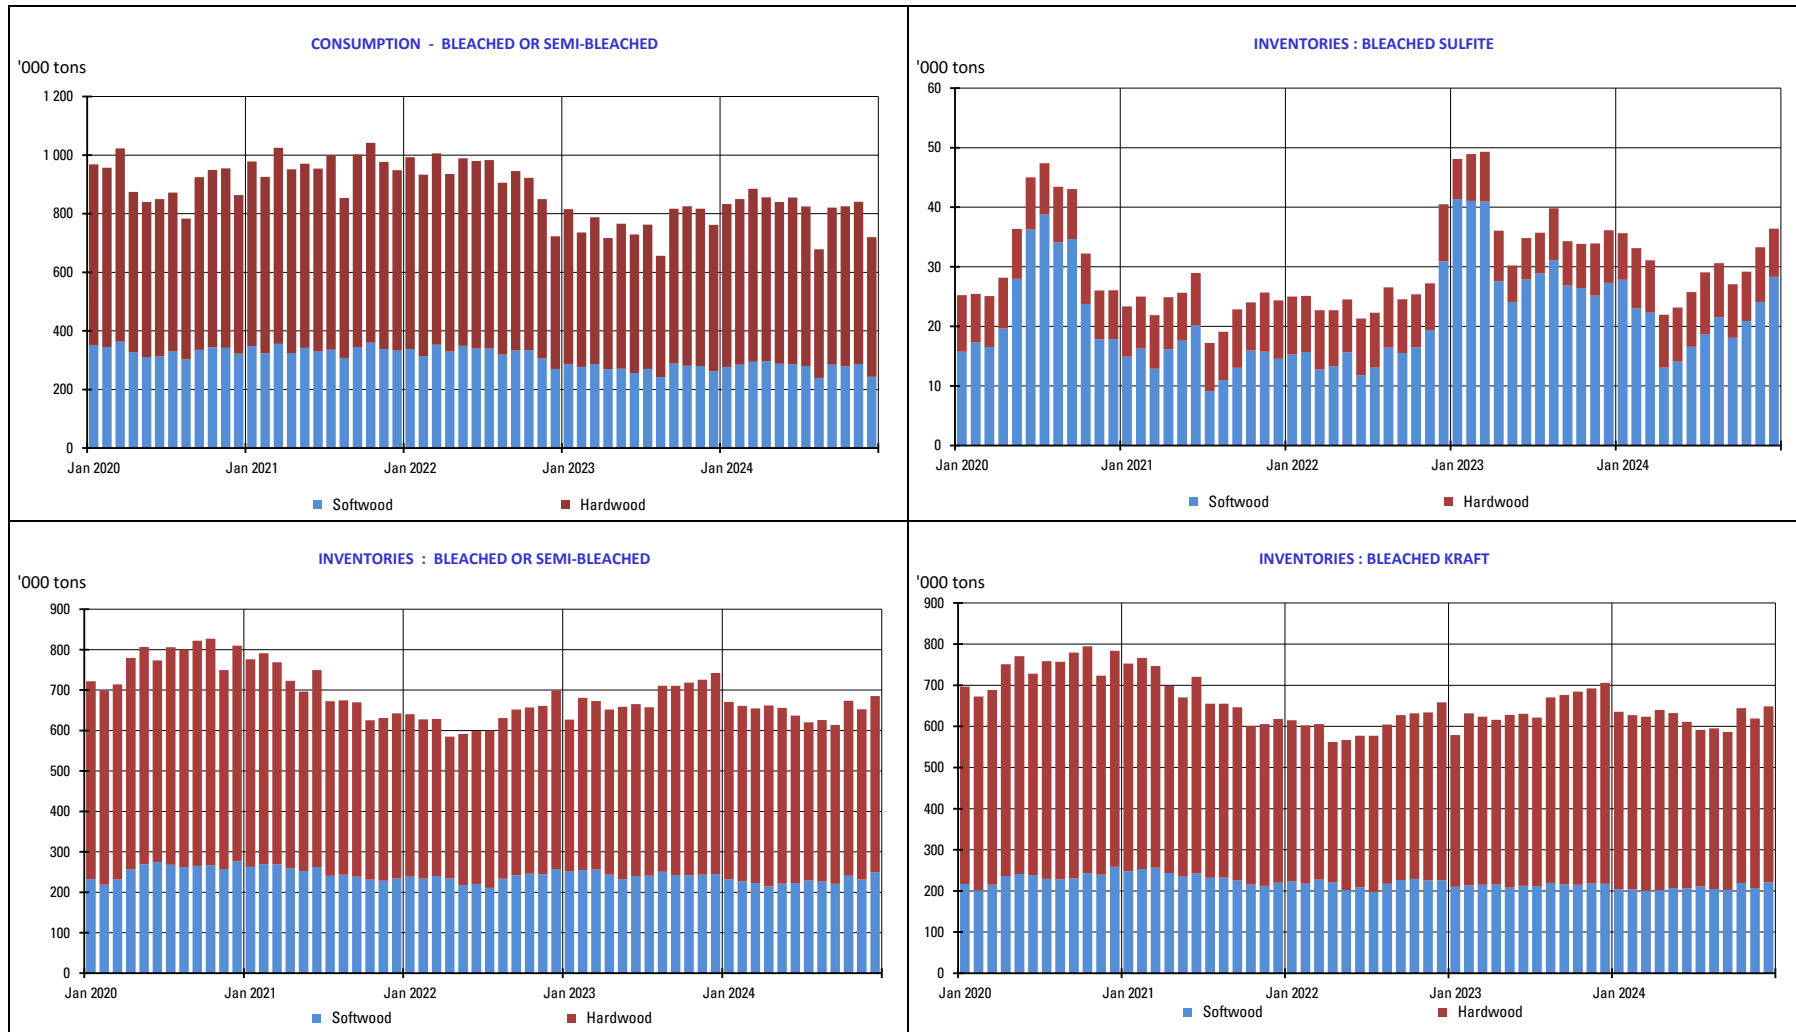 CONSUMPTION - BLEACHED OR SEMI-BLEACHED
'000 tons
1 200
1 000
800
600
400
200
0
Jan 2020 Jan 2021 Jan 2022 Jan 2023 Jan 2024
Softwood Hardwood
INVENTORIES : BLEACHED SULFITE
'000 tons
60
50
40
30
20
10
0
Jan 2020 Jan 2021 Jan 2022 Jan 2023 Jan 2024
Softwood Hardwood
INVENTORIES : BLEACHED OR SEMI-BLEACHED
'000 tons
900
800
700
600
500
400
300
200
100
0
Jan 2020 Jan 2021 Jan 2022 Jan 2023 Jan 2024
Softwood Hardwood
INVENTORIES : BLEACHED KRAFT
'000 tons
900
800
700
600
500
400
300
200
100
0
Jan 2020 Jan 2021 Jan 2022 Jan 2023 Jan 2024
Softwood Hardwood